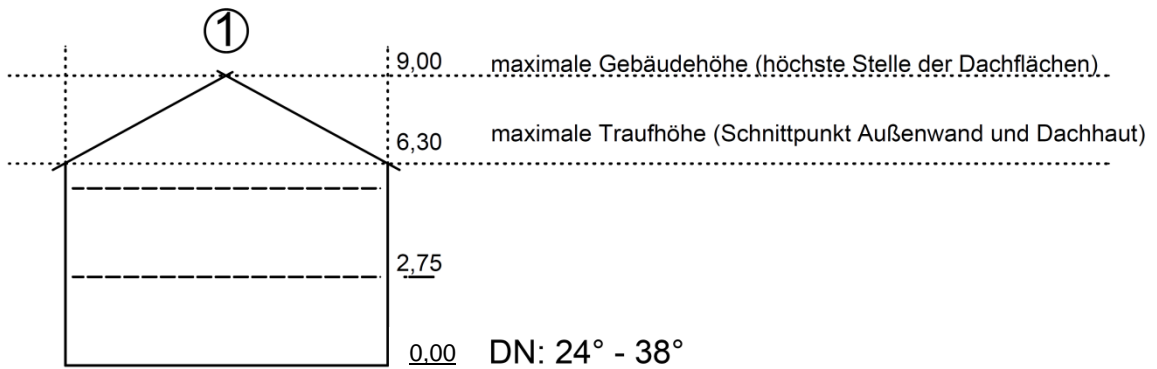 1
9,00 maximale Gebäudehöhe (höchste Stelle der Dachflächen)
6,30 maximale Traufhöhe (Schnittpunkt Außenwand und Dachhaut)
2,75
0,00 DN: 24° - 38°